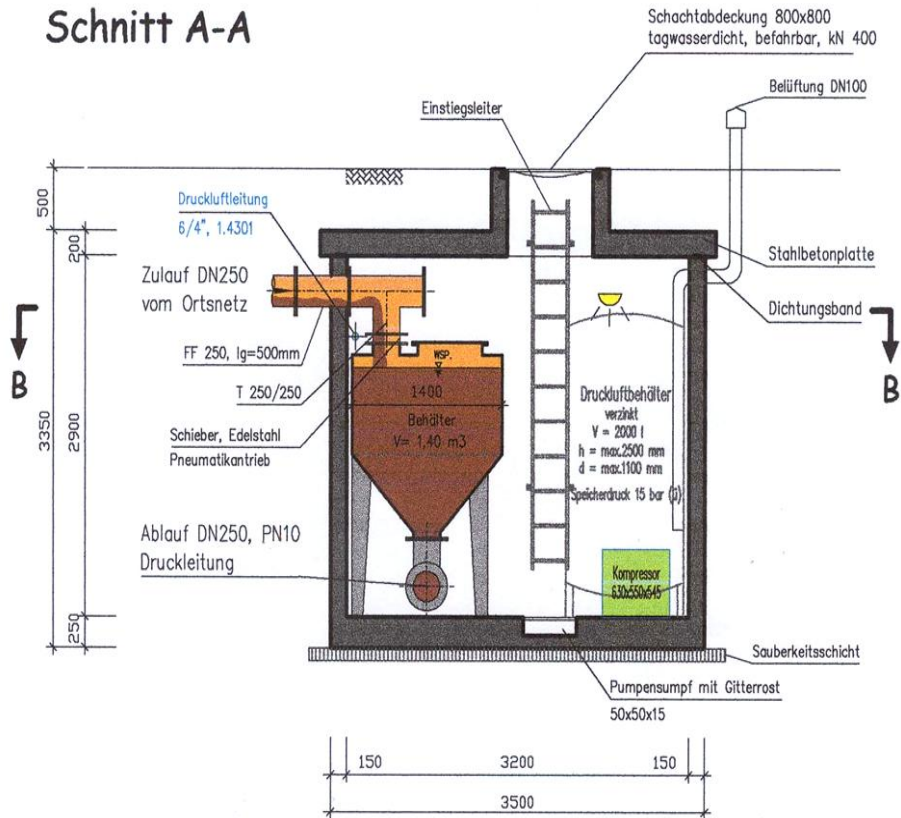 Schnitt A-A
Schachtabdeckung 800x800
tagwasserdicht, befahrbar, kN 400
Belüftung DN100
Einstiegsleiter
500
Druckluftleitung
6/4", 1.4301
200
Stahlbetonplatte
Zulauf DN250
vom Ortsnetz
Dichtungsband
B
B
FF 250, lg=500mm
WSP.
T 250/250
1400
Druckluftbehälter
verzinkt
V = 2000 l
h = max.2500 mm
d = max.1100 mm
Speicherdruck 15 bar (ü)
Behälter
V= 1,40 m3
3350
2900
Schieber, Edelstahl
Pneumatikantrieb
Ablauf DN250, PN10
Druckleitung
Kompressor
630x550x545
250
Sauberkeitsschicht
Pumpensumpf mit Gitterrost
50x50x15
150
3200
150
3500